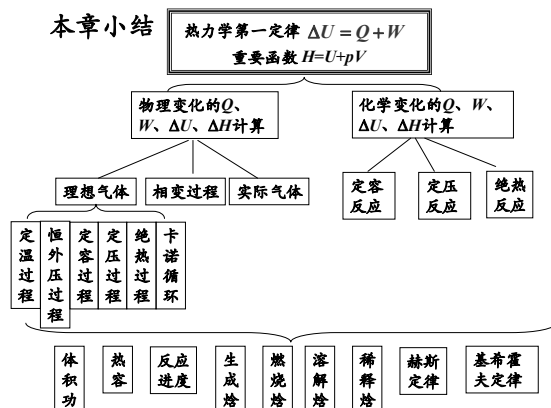 本章小结
热力学第一定律 ΔU = Q + W
重要函数 H=U+pV
物理变化的Q、
W、ΔU、ΔH计算
化学变化的Q、W、
ΔU、ΔH计算
理想气体
相变过程
实际气体
定容
反应
定压
反应
绝热
反应
定温过程
恒外压过程
定容过程
定压过程
绝热过程
卡诺循环
体积功
热容
反应
进度
生成焓
燃烧焓
溶解焓
稀释焓
赫斯
定律
基希霍
夫定律